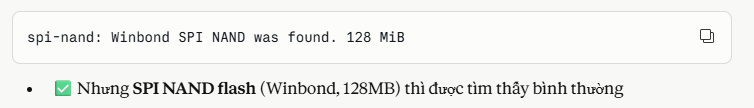 spi-nand: Winbond SPI NAND was found. 128 MiB
• ✅ Nhưng SPI NAND flash (Winbond, 128MB) thì được tìm thấy bình thường